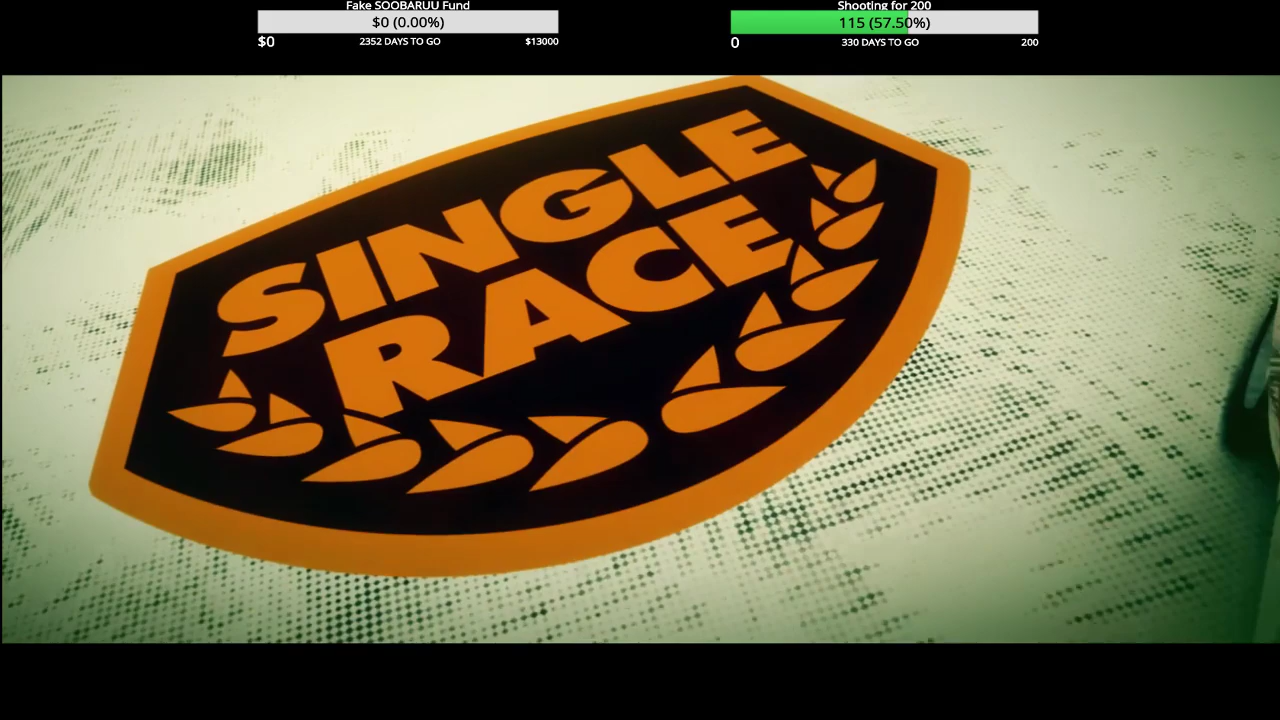 Fake SOOBARUU Fund
$0 (0.00%)
$0
2352 DAYS TO GO
$13000
Shooting for 200
115 (57.50%)
0
330 DAYS TO GO
200
SINGLE
RACE